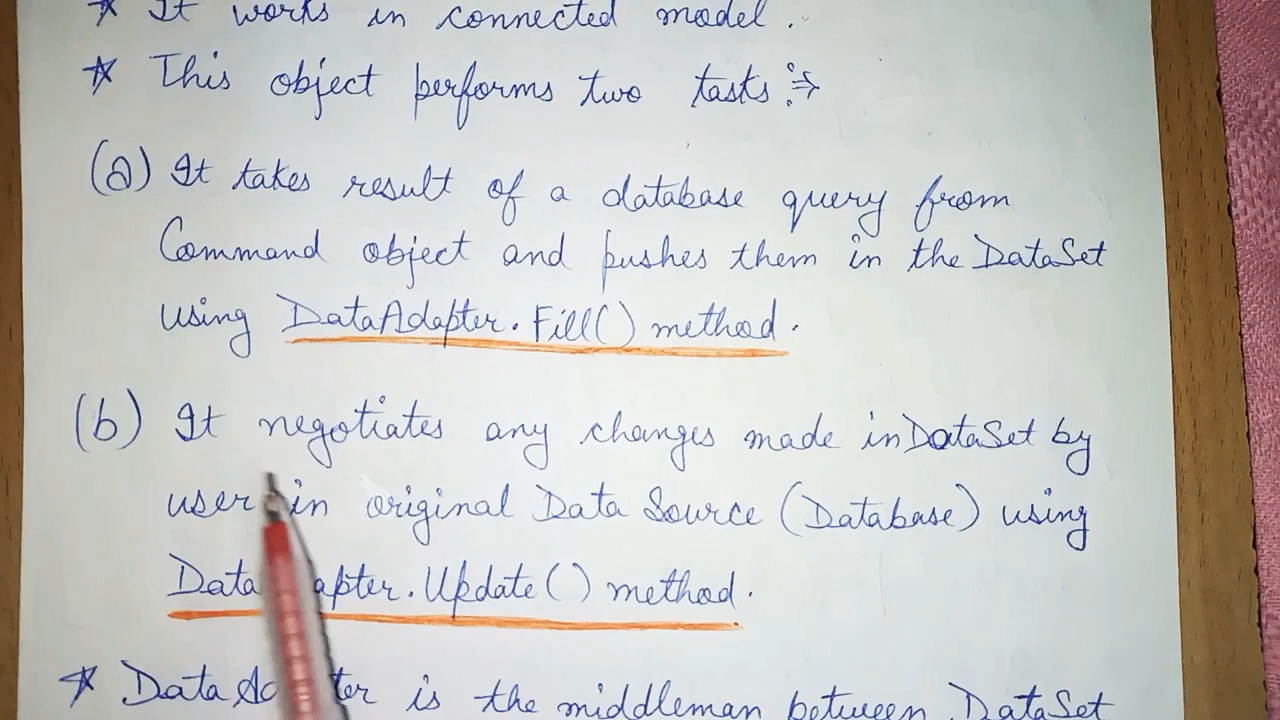 * It works in connected model.
* This object performs two tasks :⇒
(a) It takes result of a database query from
Command object and pushes them in the DataSet
using DataAdapter.Fill() method.
(b) It negotiates any changes made in DataSet by
user in original Data Source (Database) using
DataAdapter.Update() method.
* DataAdapter is the middleman between DataSet